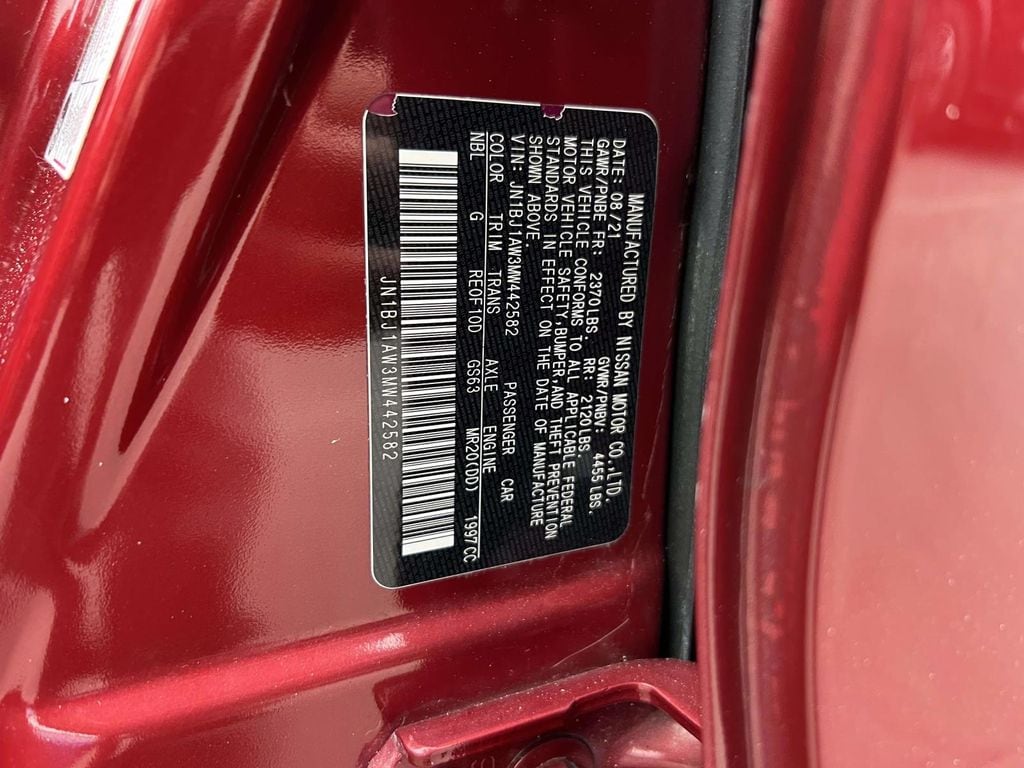 MANUFACTURED BY NISSAN MOTOR CO.,LTD.
DATE: 08/21 GVWR/PNBV: 4455 LBS.
GAWR/PNBE FR: 2370 LBS. RR: 2120 LBS.
THIS VEHICLE CONFORMS TO ALL APPLICABLE FEDERAL
MOTOR VEHICLE SAFETY, BUMPER, AND THEFT PREVENTION
STANDARDS IN EFFECT ON THE DATE OF MANUFACTURE
SHOWN ABOVE.
VIN: JN1BJ1AW3MW442582 PASSENGER CAR
COLOR TRIM TRANS AXLE ENGINE
NBL G RE0F10D GS63 MR20(DD) 1997CC
JN1BJ1AW3MW442582